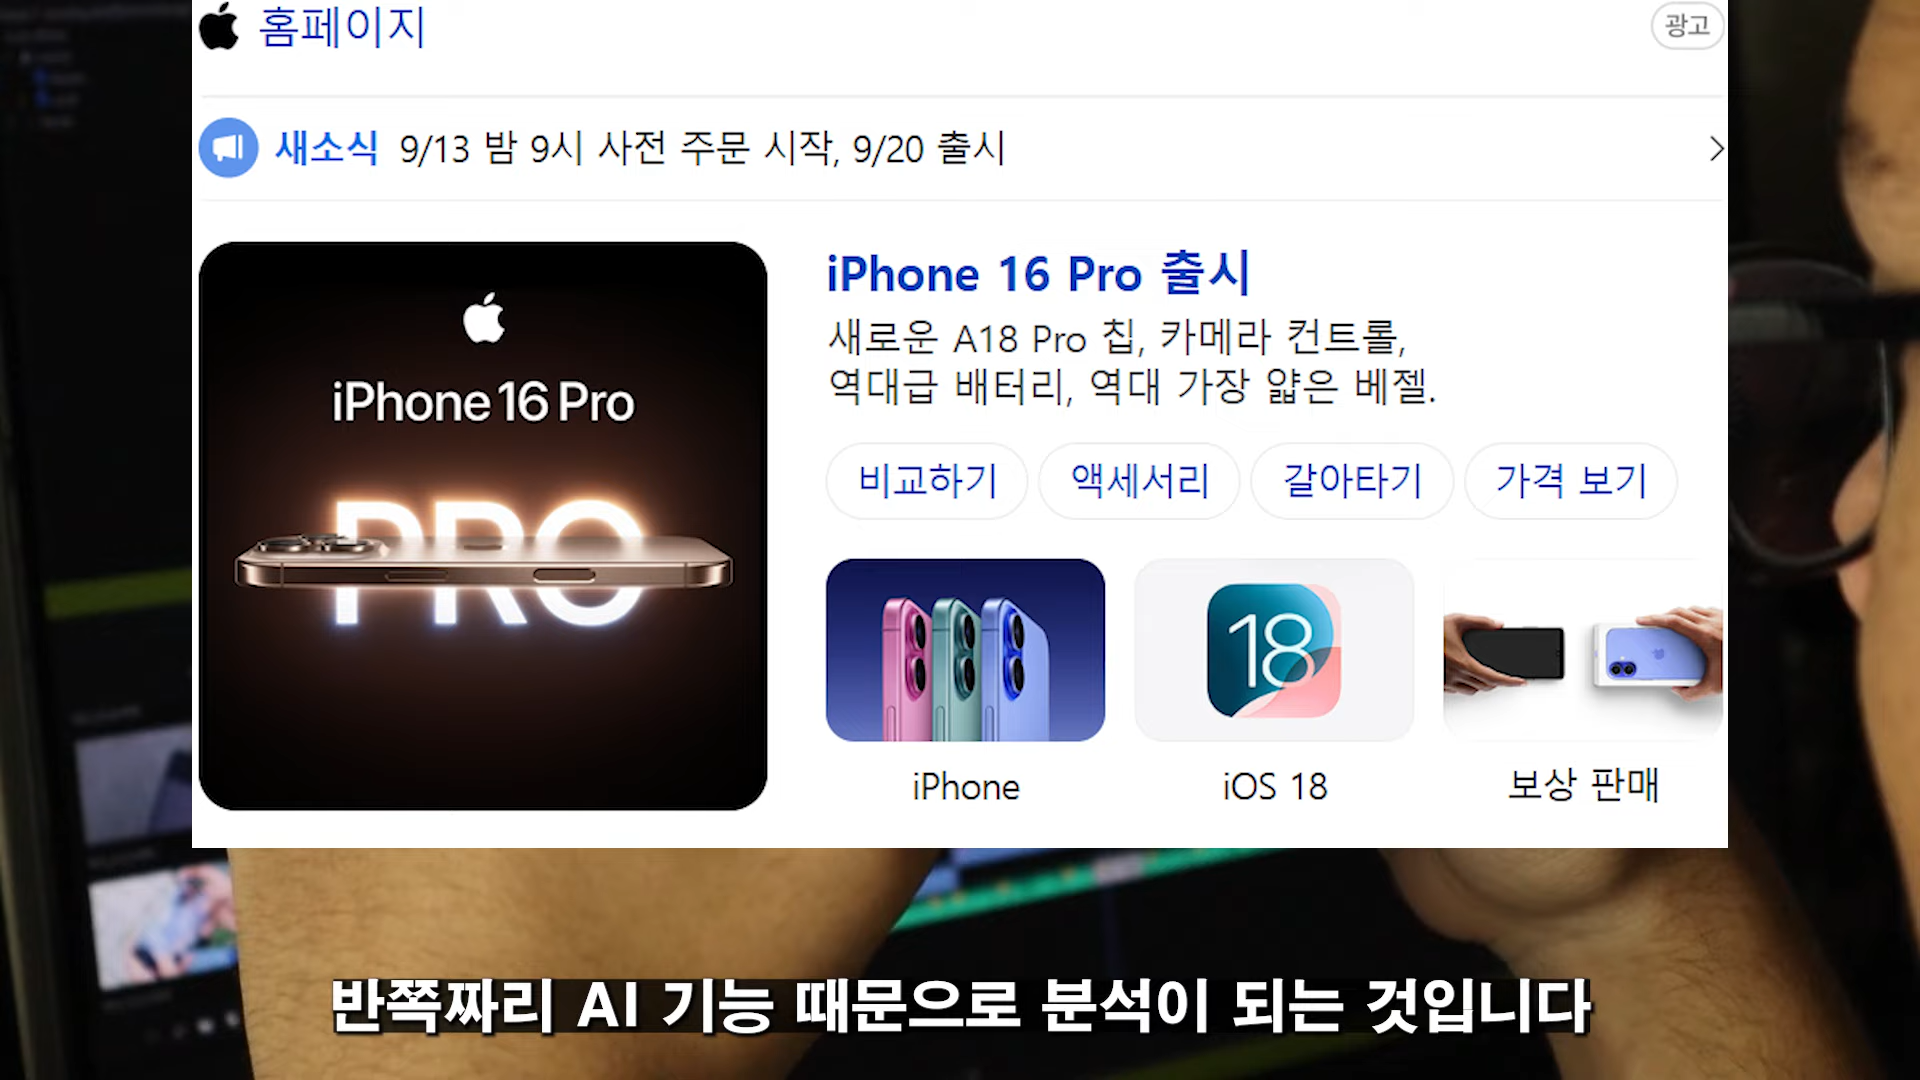 홈페이지
광고
새소식 9/13 밤 9시 사전 주문 시작, 9/20 출시
iPhone 16 Pro
PRO
iPhone 16 Pro 출시
새로운 A18 Pro 칩, 카메라 컨트롤,
역대급 배터리, 역대 가장 얇은 베젤.
비교하기 액세서리 갈아타기 가격 보기
18
iPhone iOS 18 보상 판매
반쪽짜리 AI 기능 때문으로 분석이 되는 것입니다